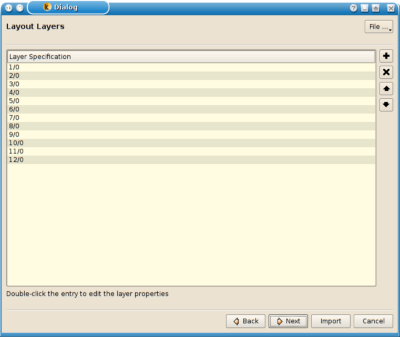 Dialog
Layout Layers
File ...
Layer Specification
1/0
2/0
3/0
4/0
5/0
6/0
7/0
8/0
9/0
10/0
11/0
12/0
Double-click the entry to edit the layer properties
Back
Next
Import
Cancel